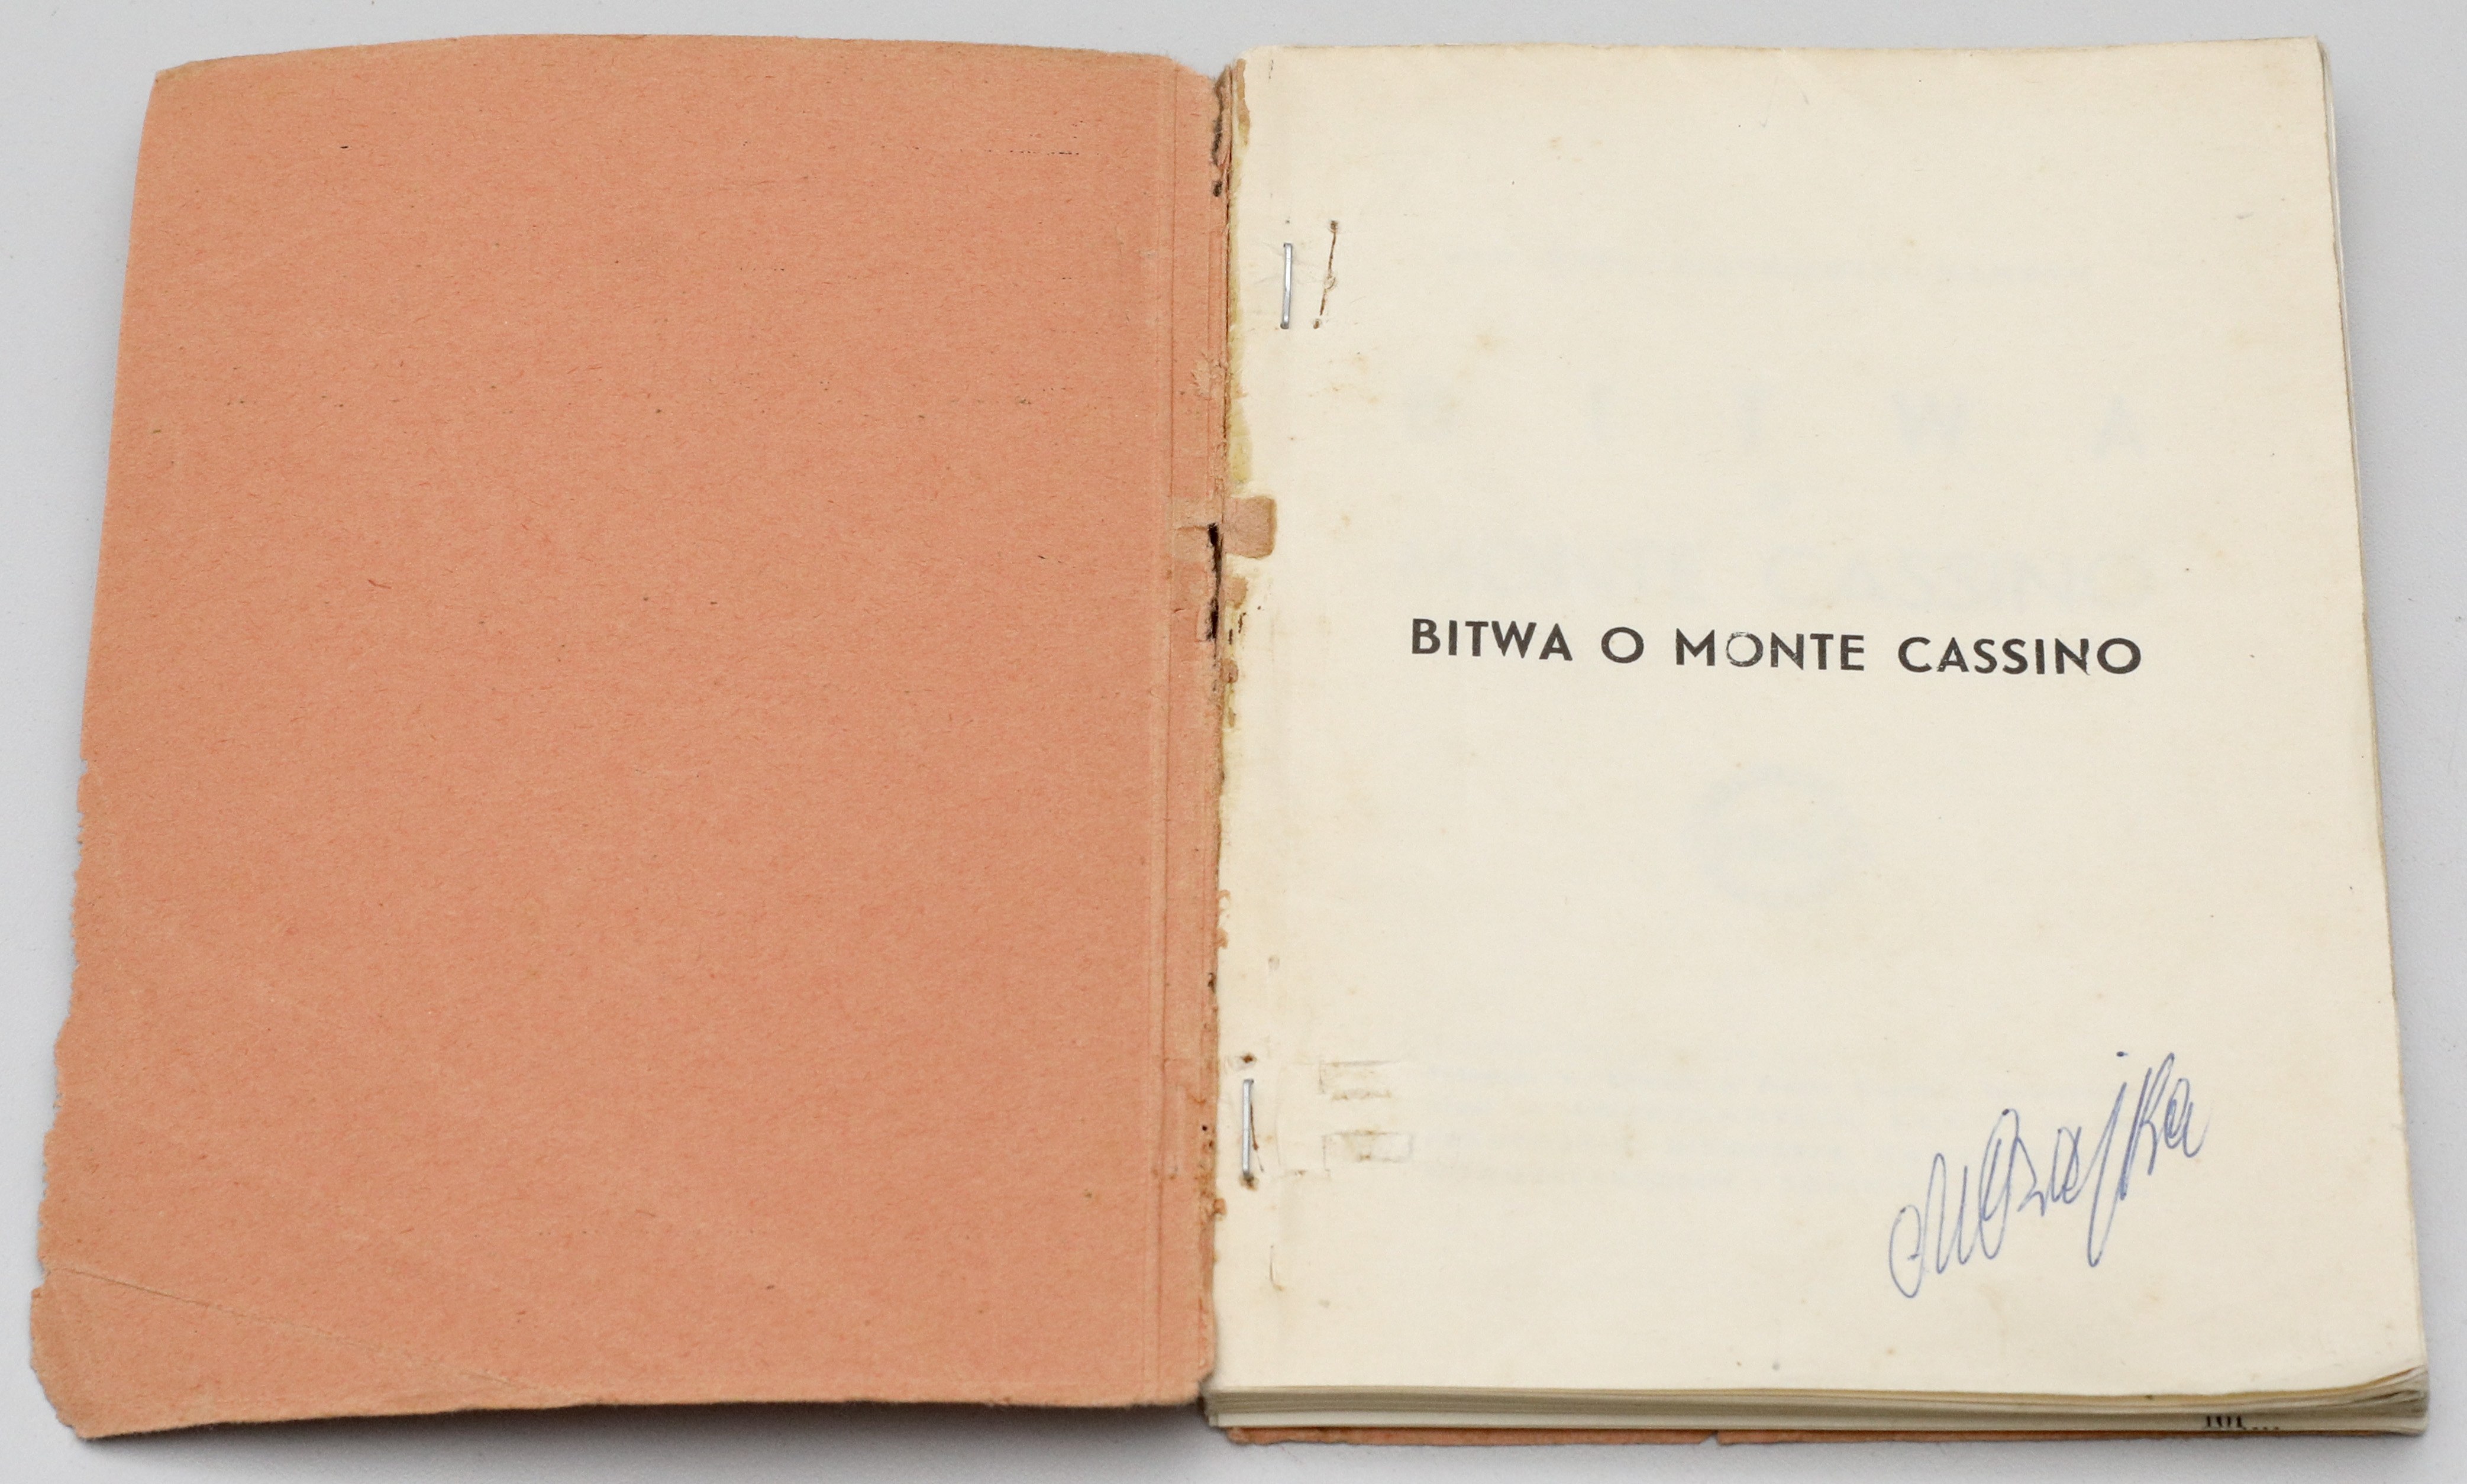 BITWA O MONTE CASSINO